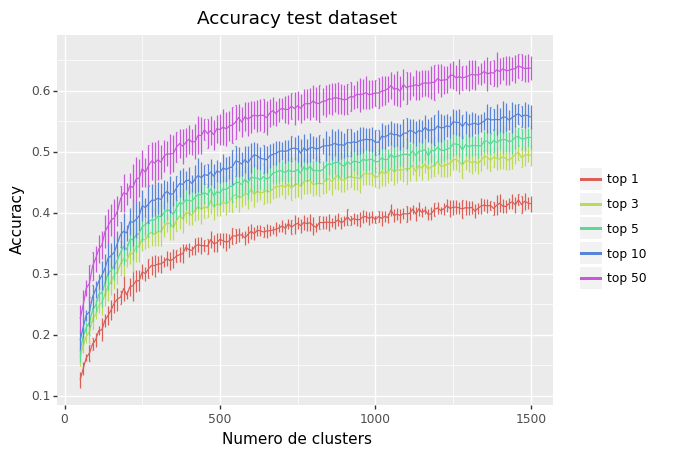 Accuracy test dataset
0.6
0.5
0.4
0.3
0.2
0.1
Accuracy
0
500
1000
1500
Numero de clusters
top 1
top 3
top 5
top 10
top 50